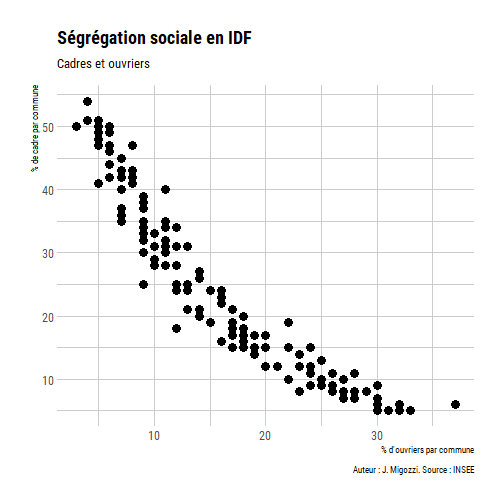 Ségrégation sociale en IDF
Cadres et ouvriers
% de cadre par commune
50
40
30
20
10
10
20
30
% d'ouvriers par commune
Auteur : J. Migozzi. Source : INSEE